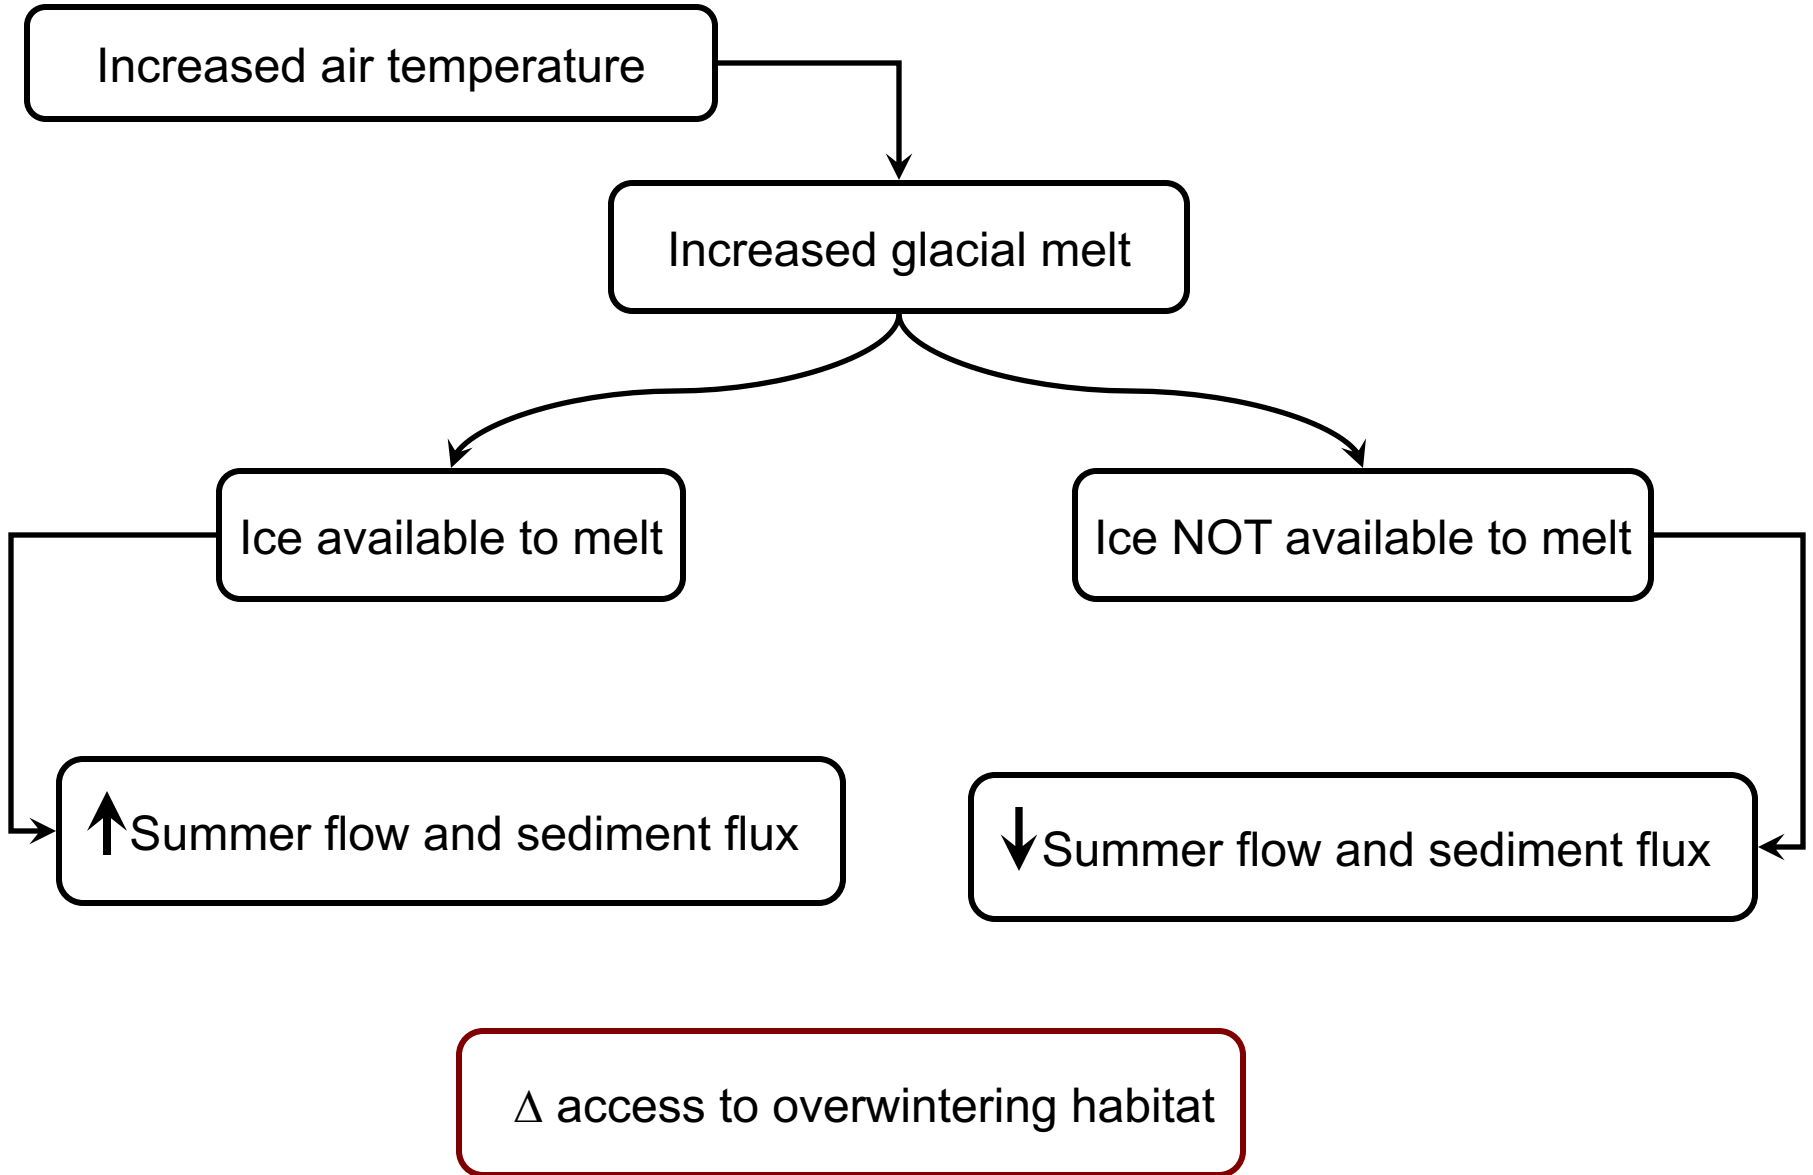 Increased air temperature
Increased glacial melt
Ice available to melt
Ice NOT available to melt
↑Summer flow and sediment flux
↓Summer flow and sediment flux
Δ access to overwintering habitat